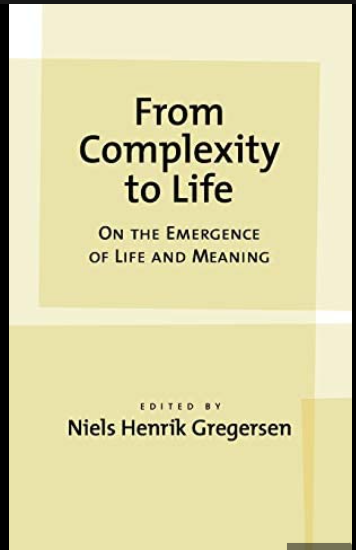 From
Complexity
to Life
ON THE EMERGENCE
OF LIFE AND MEANING
EDITED BY
Niels Henrik Gregersen